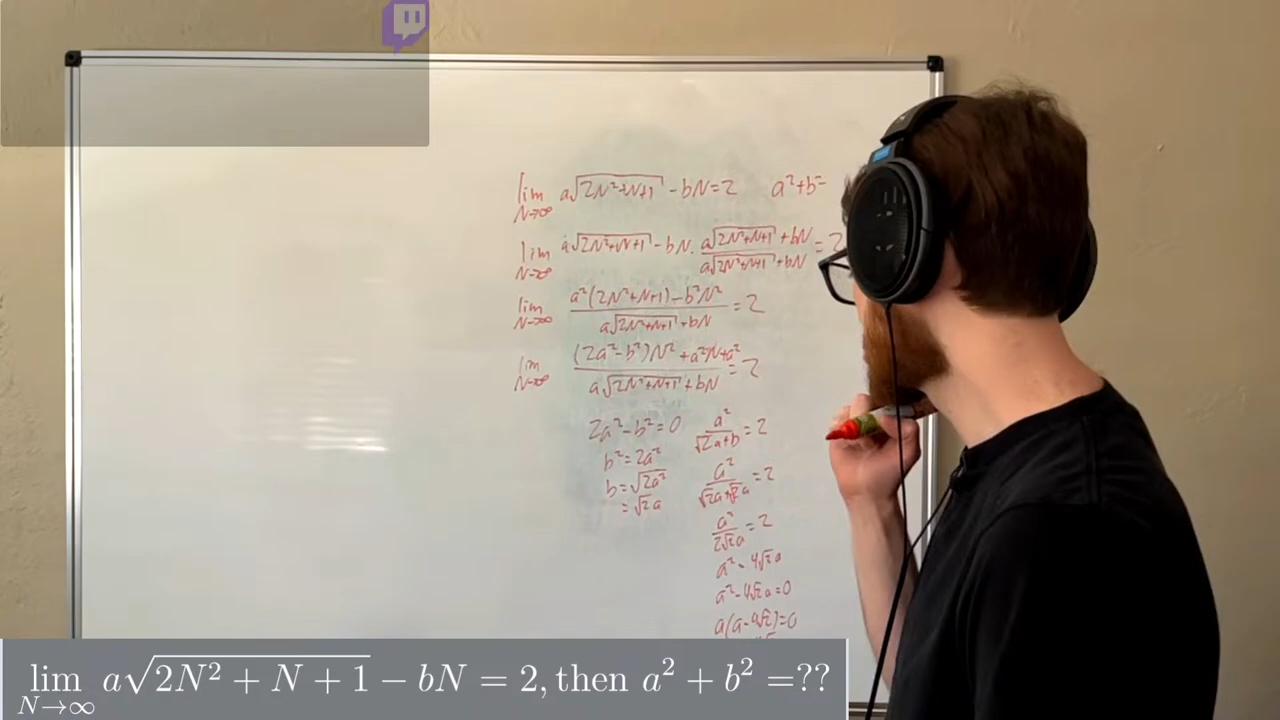 lim N→∞ a√(2N²+N+1) - bN = 2 a²+b²=
lim N→∞ a√(2N²+N+1) - bN · (a√(2N²+N+1) + bN)/(a√(2N²+N+1) + bN) = 2
lim N→∞ (a²(2N²+N+1) - b²N²)/(a√(2N²+N+1) + bN) = 2
lim N→∞ ((2a²-b²)N² + a²N + a²)/(a√(2N²+N+1) + bN) = 2
2a²-b²=0
b²=2a²
b=√(2a²)
=√2a
a²/(√2a+b) = 2
a²/(√2a+√2a) = 2
a²/(2√2a) = 2
a² = 4√2a
a²-4√2a=0
a(a-4√2)=0
lim N→∞ a√(2N² + N + 1) - bN = 2, then a² + b² =??